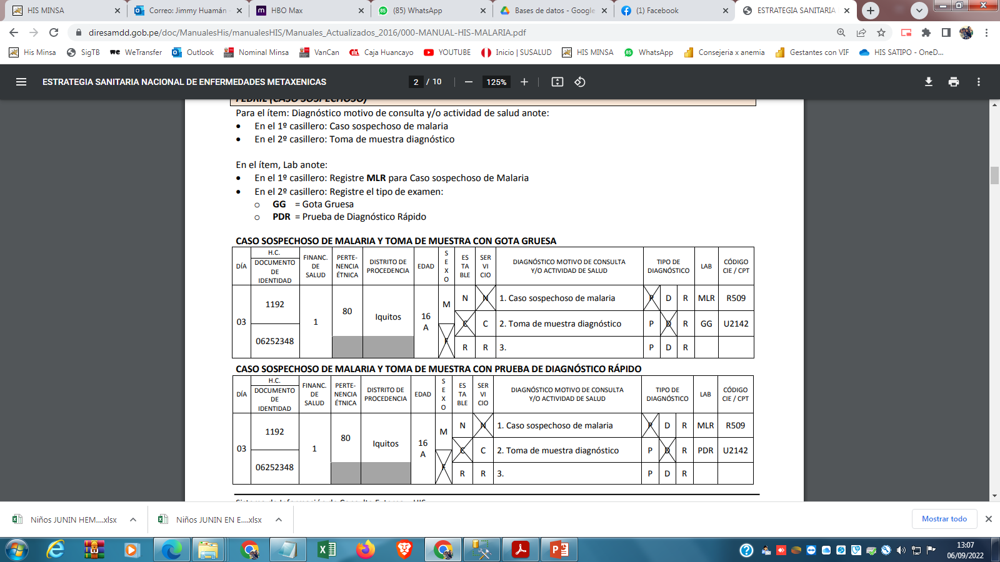 HIS MINSA
Correo: Jimmy Huamán -
HBO Max
(85) WhatsApp
Bases de datos - Google
(1) Facebook
ESTRATEGIA SANITARIA
diresamdd.gob.pe/doc/ManualesHis/manualesHIS/Manuales_Actualizados_2016/000-MANUAL-HIS-MALARIA.pdf
His Minsa
SigTB
WeTransfer
Outlook
Nominal Minsa
VanCan
Caja Huancayo
YOUTUBE
Inicio | SUSALUD
HIS MINSA
WhatsApp
Consejeria x anemia
Gestantes con VIF
HIS SATIPO - OneD...
ESTRATEGIA SANITARIA NACIONAL DE ENFERMEDADES METAXENICAS
2 / 10
125%
Para el ítem: Diagnóstico motivo de consulta y/o actividad de salud anote:
• En el 1º casillero: Caso sospechoso de malaria
• En el 2º casillero: Toma de muestra diagnóstico
En el ítem, Lab anote:
• En el 1º casillero: Registre MLR para Caso sospechoso de Malaria
• En el 2º casillero: Registre el tipo de examen:
o GG = Gota Gruesa
o PDR = Prueba de Diagnóstico Rápido
CASO SOSPECHOSO DE MALARIA Y TOMA DE MUESTRA CON GOTA GRUESA
DÍA
H.C.
DOCUMENTO
DE
IDENTIDAD
FINANC.
DE
SALUD
PERTE-
NENCIA
ÉTNICA
DISTRITO DE
PROCEDENCIA
EDAD
S
E
X
O
ES
TA
BLE
SER
VI
CIO
DIAGNÓSTICO MOTIVO DE CONSULTA
Y/O ACTIVIDAD DE SALUD
TIPO DE
DIAGNÓSTICO
LAB
CÓDIGO
CIE / CPT
03
1192
06252348
1
80
Iquitos
16
A
M
F
N N 1. Caso sospechoso de malaria P D R MLR R509
C C 2. Toma de muestra diagnóstico P D R GG U2142
R R 3. P D R
CASO SOSPECHOSO DE MALARIA Y TOMA DE MUESTRA CON PRUEBA DE DIAGNÓSTICO RÁPIDO
DÍA
H.C.
DOCUMENTO
DE
IDENTIDAD
FINANC.
DE
SALUD
PERTE-
NENCIA
ÉTNICA
DISTRITO DE
PROCEDENCIA
EDAD
S
E
X
O
ES
TA
BLE
SER
VI
CIO
DIAGNÓSTICO MOTIVO DE CONSULTA
Y/O ACTIVIDAD DE SALUD
TIPO DE
DIAGNÓSTICO
LAB
CÓDIGO
CIE / CPT
03
1192
06252348
1
80
Iquitos
16
A
M
F
N N 1. Caso sospechoso de malaria P D R MLR R509
C C 2. Toma de muestra diagnóstico P D R PDR U2142
R R 3. P D R
Niños JUNIN HEM....xlsx
Niños JUNIN EN E....xlsx
Mostrar todo
13:07
06/09/2022